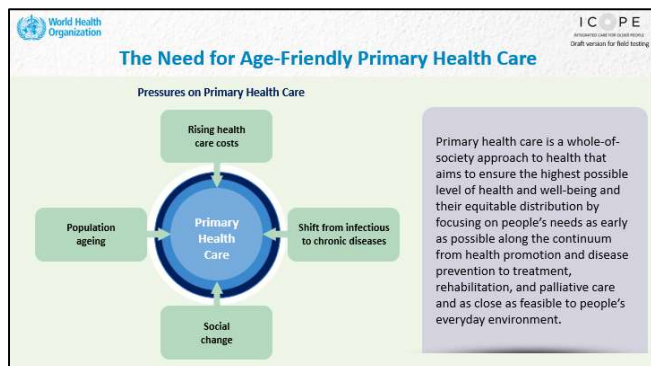 World Health
Organization
ICOPE
INTEGRATED CARE FOR OLDER PEOPLE
Draft version for field testing
The Need for Age-Friendly Primary Health Care
Pressures on Primary Health Care
Rising health
care costs
Population
ageing
Primary
Health
Care
Shift from infectious
to chronic diseases
Social
change
Primary health care is a whole-of-
society approach to health that
aims to ensure the highest possible
level of health and well-being and
their equitable distribution by
focusing on people’s needs as early
as possible along the continuum
from health promotion and disease
prevention to treatment,
rehabilitation, and palliative care
and as close as feasible to people’s
everyday environment.